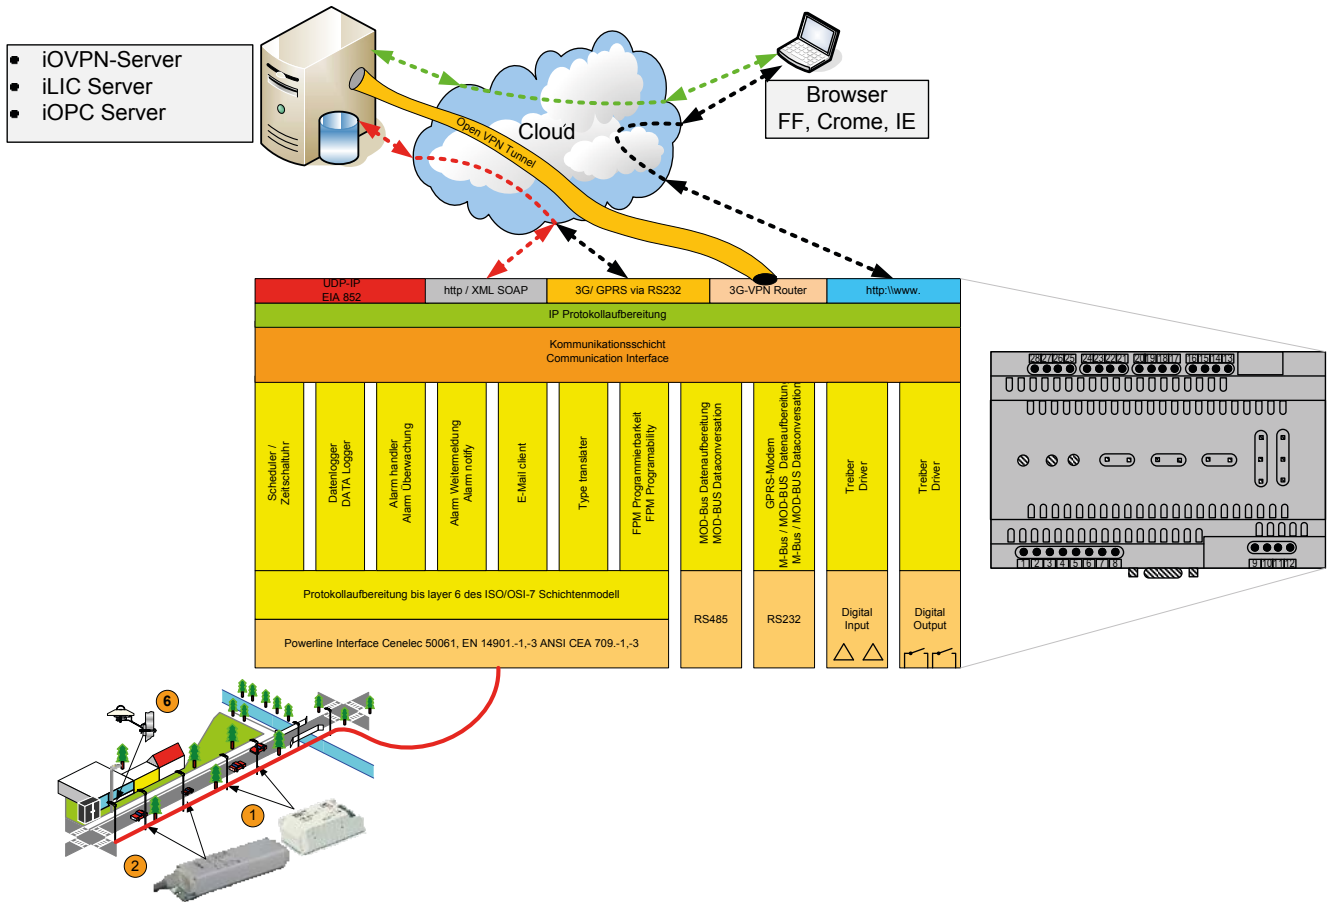 iOVPN-Server
iLIC Server
iOPC Server
Cloud
Open VPN Tunnel
Browser
FF, Crome, IE
UDP-IP
EIA 852
http / XML SOAP
3G/ GPRS via RS232
3G-VPN Router
http:\\www.
IP Protokollaufbereitung
Kommunikationsschicht
Communication Interface
Scheduler /
Zeitschaltuhr
Datenlogger
DATA Logger
Alarm handler
Alarm Überwachung
Alarm Weitermeldung
Alarm notify
E-Mail client
Type translater
FPM Programmierbarkeit
FPM Programability
MOD-Bus Datenaufbereitung
MOD-BUS Dataconversation
GPRS-Modem
M-Bus / MOD-BUS Datenaufbereitung
M-Bus / MOD-BUS Dataconversation
Treiber
Driver
Treiber
Driver
Protokollaufbereitung bis layer 6 des ISO/OSI-7 Schichtenmodell
Powerline Interface Cenelec 50061, EN 14901.-1,-3 ANSI CEA 709.-1,-3
RS485
RS232
Digital
Input
Digital
Output
28 27 26 25 24 23 22 21 20 19 18 17 16 15 14 13
1 2 3 4 5 6 7 8
9 10 11 12
6
1
2